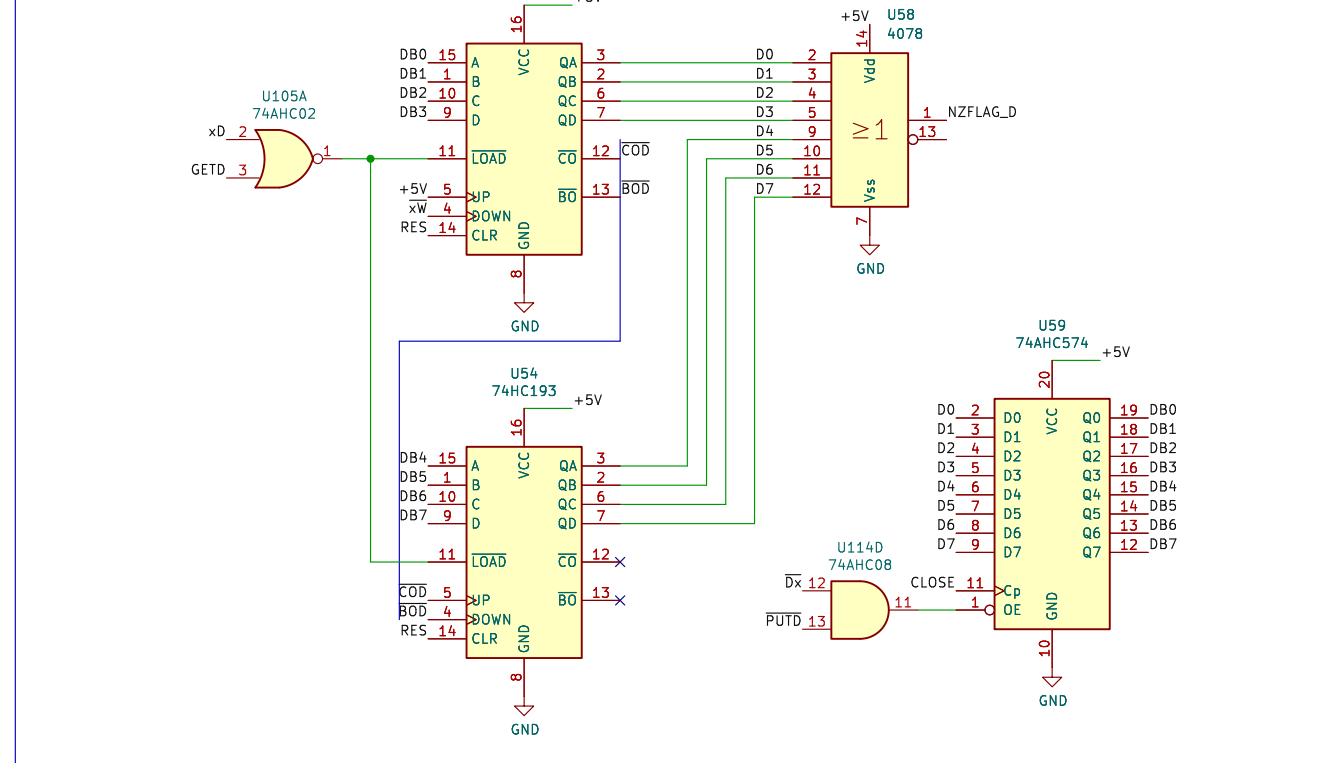 16
VCC
DB0 15 A QA 3 D0 2
DB1 1 B QB 2 D1 3
DB2 10 C QC 6 D2 4
DB3 9 D QD 7 D3 5
LOAD 11 CO 12 COD
+5V 5 UP BO 13 BOD
xW 4 DOWN
RES 14 CLR
GND
8
GND
U105A
74AHC02
xD 2
1
GETD 3
+5V
U58
4078
14
Vdd
≥1
D4 9
D5 10
D6 11
D7 12
1 NZFLAG_D
13
Vss
7
GND
U54
74HC193
+5V
16
VCC
DB4 15 A QA 3
DB5 1 B QB 2
DB6 10 C QC 6
DB7 9 D QD 7
11 LOAD CO 12
COD 5 UP BO 13
BOD 4 DOWN
RES 14 CLR
GND
8
GND
U59
74AHC574
+5V
20
VCC
D0 2 D0 Q0 19 DB0
D1 3 D1 Q1 18 DB1
D2 4 D2 Q2 17 DB2
D3 5 D3 Q3 16 DB3
D4 6 D4 Q4 15 DB4
D5 7 D5 Q5 14 DB5
D6 8 D6 Q6 13 DB6
D7 9 D7 Q7 12 DB7
CLOSE 11 Cp
1 OE
GND
10
GND
U114D
74AHC08
Dx 12
11
PUTD 13